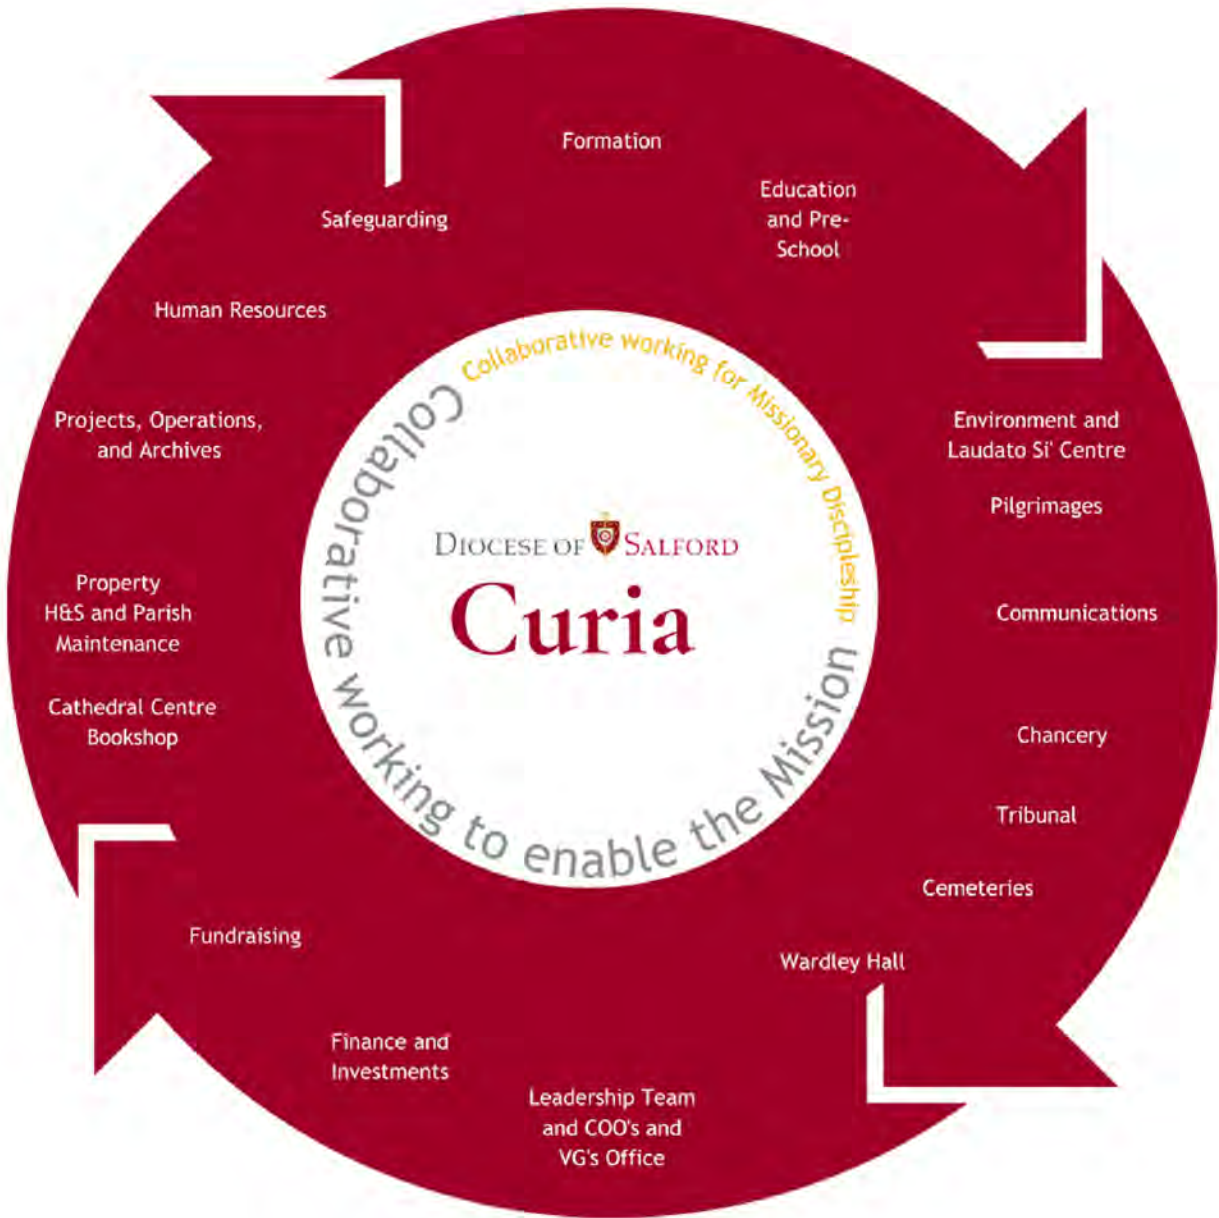 Formation
Education
and Pre-
School
Safeguarding
Human Resources
Projects, Operations,
and Archives
Environment and
Laudato Si' Centre
Pilgrimages
Communications
Property
H&S and Parish
Maintenance
Cathedral Centre
Bookshop
Chancery
Tribunal
Cemeteries
Wardley Hall
Fundraising
Finance and
Investments
Leadership Team
and COO's and
VG's Office
Collaborative working for Missionary Discipleship
Collaborative working to enable the Mission
DIOCESE OF SALFORD
Curia